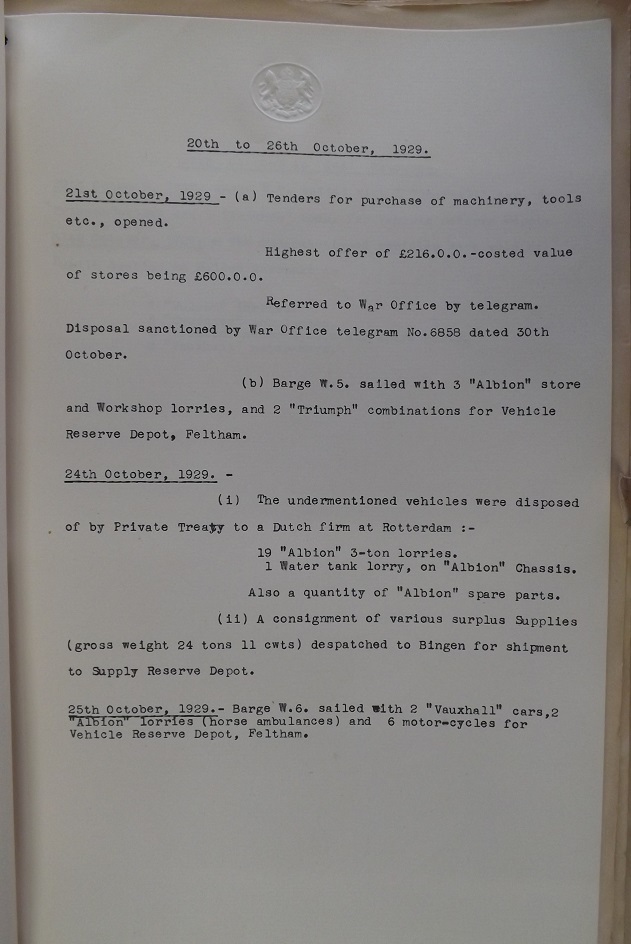 20th to 26th October, 1929.
21st October, 1929 - (a) Tenders for purchase of machinery, tools
etc., opened.
Highest offer of £216.0.0.-costed value
of stores being £600.0.0.
Referred to War Office by telegram.
Disposal sanctioned by War Office telegram No.6858 dated 30th
October.
(b) Barge W.5. sailed with 3 "Albion" store
and Workshop lorries, and 2 "Triumph" combinations for Vehicle
Reserve Depot, Feltham.
24th October, 1929. -
(i) The undermentioned vehicles were disposed
of by Private Treaty to a Dutch firm at Rotterdam :-
19 "Albion" 3-ton lorries.
1 Water tank lorry, on "Albion" Chassis.
Also a quantity of "Albion" spare parts.
(ii) A consignment of various surplus Supplies
(gross weight 24 tons 11 cwts) despatched to Bingen for shipment
to Supply Reserve Depot.
25th October, 1929.- Barge W.6. sailed with 2 "Vauxhall" cars,2
"Albion" lorries (horse ambulances) and 6 motor-cycles for
Vehicle Reserve Depot, Feltham.